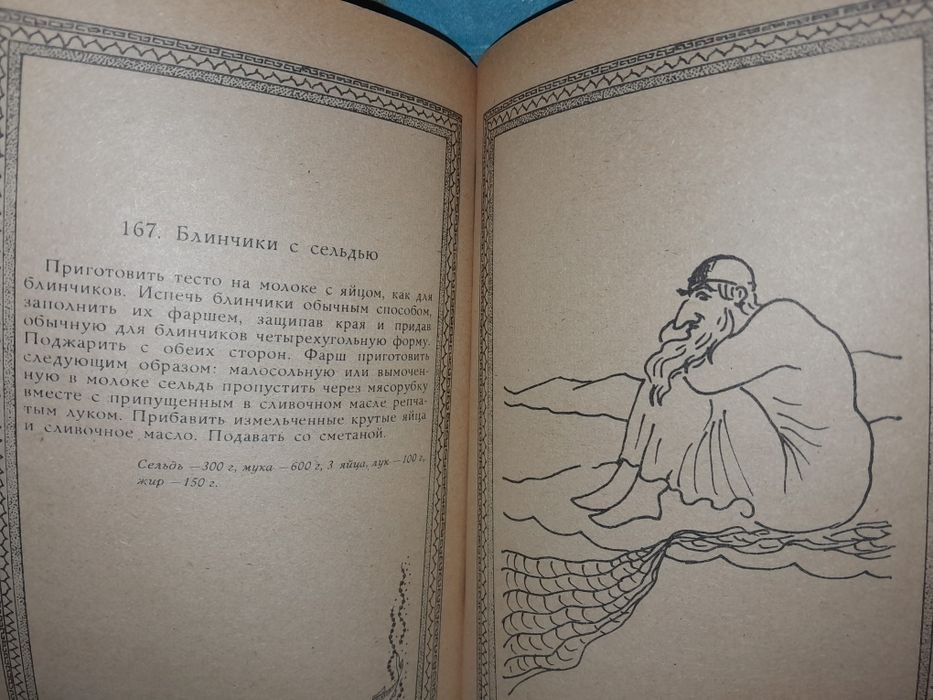 167. Блинчики с сельдью
Приготовить тесто на молоке с яйцом, как для
блинчиков. Испечь блинчики обычным способом,
заполнить их фаршем, защипав края и придав
обычную для блинчиков четырехугольную форму.
Поджарить с обеих сторон. Фарш приготовить
следующим образом: малосольную или вымочен-
ную в молоке сельдь пропустить через мясорубку
вместе с припущенным в сливочном масле репча-
тым луком. Прибавить измельченные крутые яйца
и сливочное масло. Подавать со сметаной.
Сельдь —300 г, мука —600 г, 3 яйца, лук —100 г,
жир —150 г.